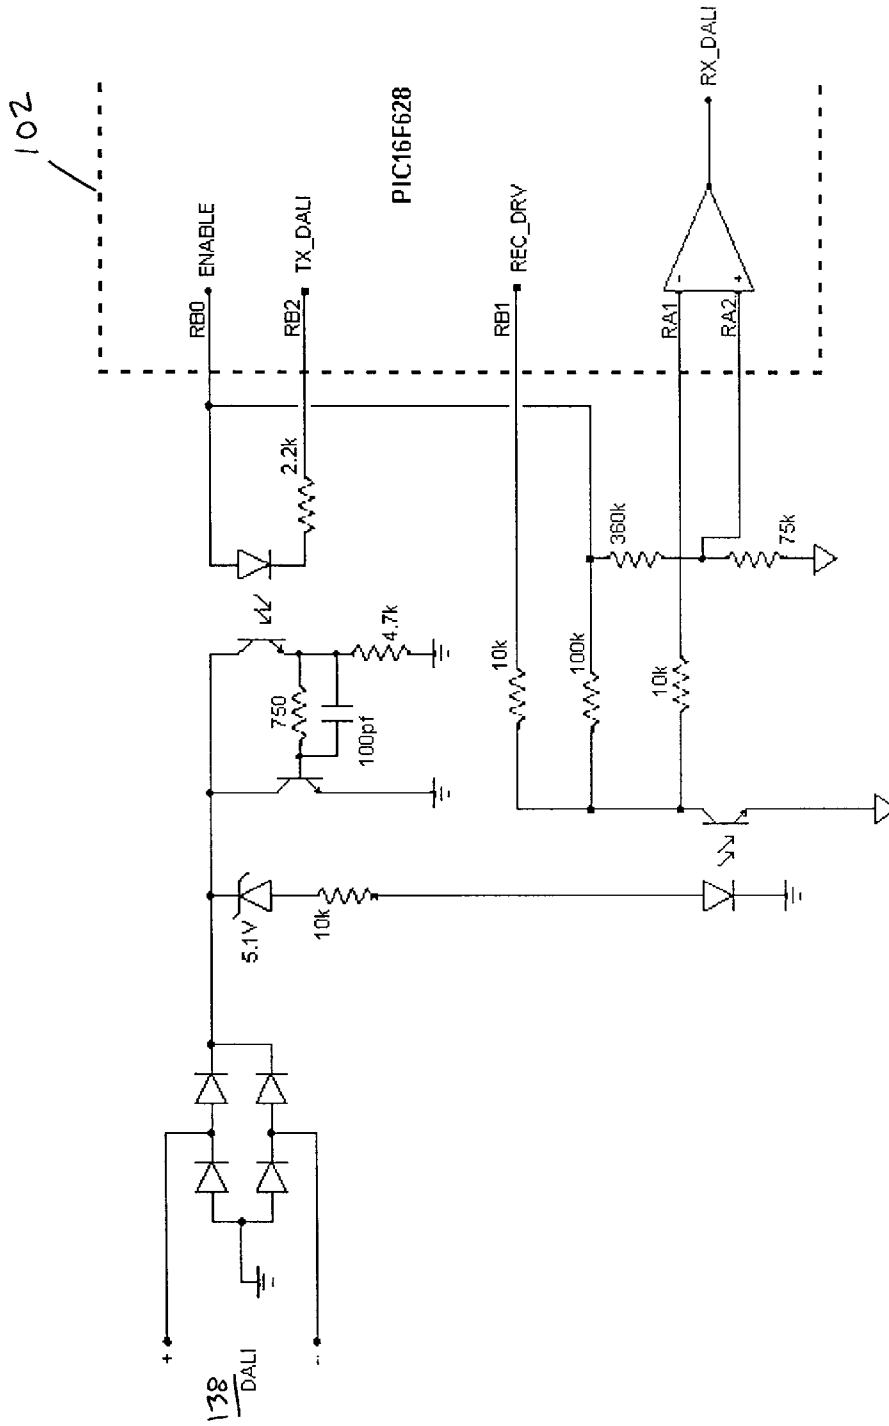 102
PIC16F628
RB0
ENABLE
RB2
TX_DALI
RB1
REC_DRV
RA1
-
RA2
+
RX_DALI
2.2k
360k
75k
4.7k
750
100pf
10k
100k
10k
5.1V
10k
+
138
DALI
-